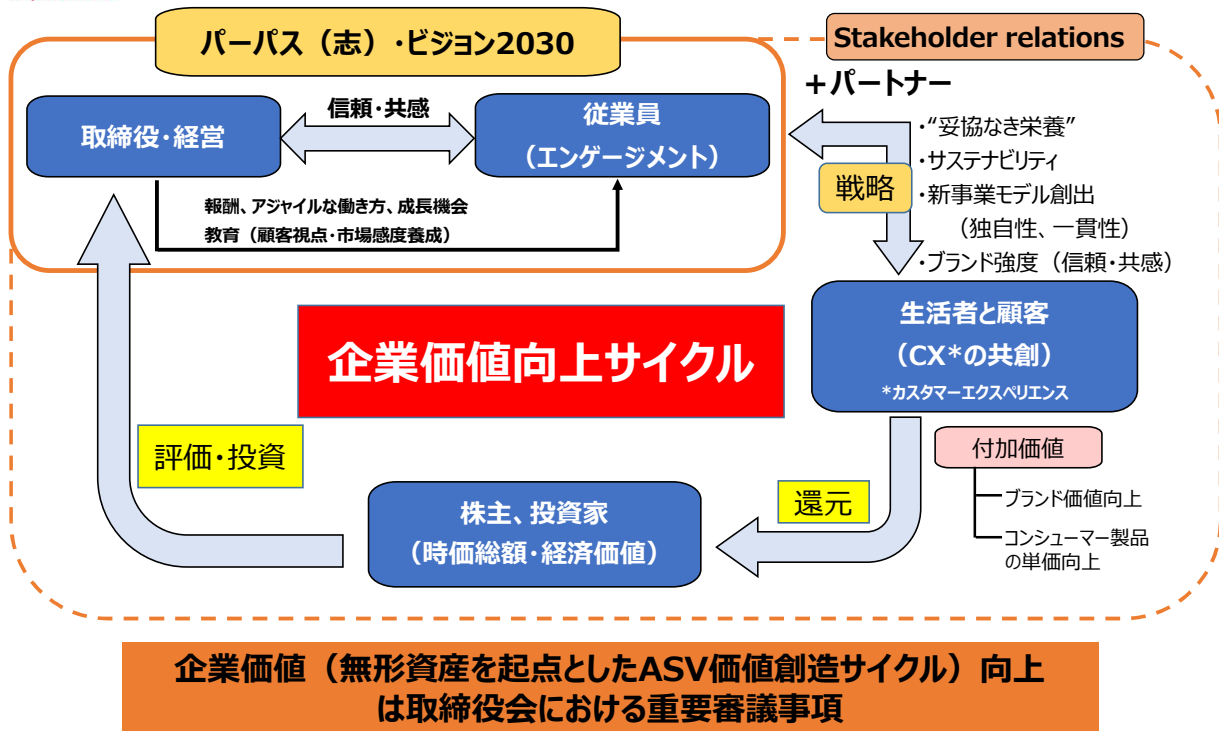 パーパス（志）・ビジョン2030
Stakeholder relations
＋パートナー
取締役・経営
信頼・共感
従業員
（エンゲージメント）
報酬、アジャイルな働き方、成長機会
教育（顧客視点・市場感度養成）
戦略
・“妥協なき栄養”
・サステナビリティ
・新事業モデル創出
（独自性、一貫性）
・ブランド強度（信頼・共感）
生活者と顧客
（CX*の共創）
*カスタマーエクスペリエンス
企業価値向上サイクル
評価・投資
株主、投資家
（時価総額・経済価値）
還元
付加価値
ブランド価値向上
コンシューマー製品
の単価向上
企業価値（無形資産を起点としたASV価値創造サイクル）向上
は取締役会における重要審議事項